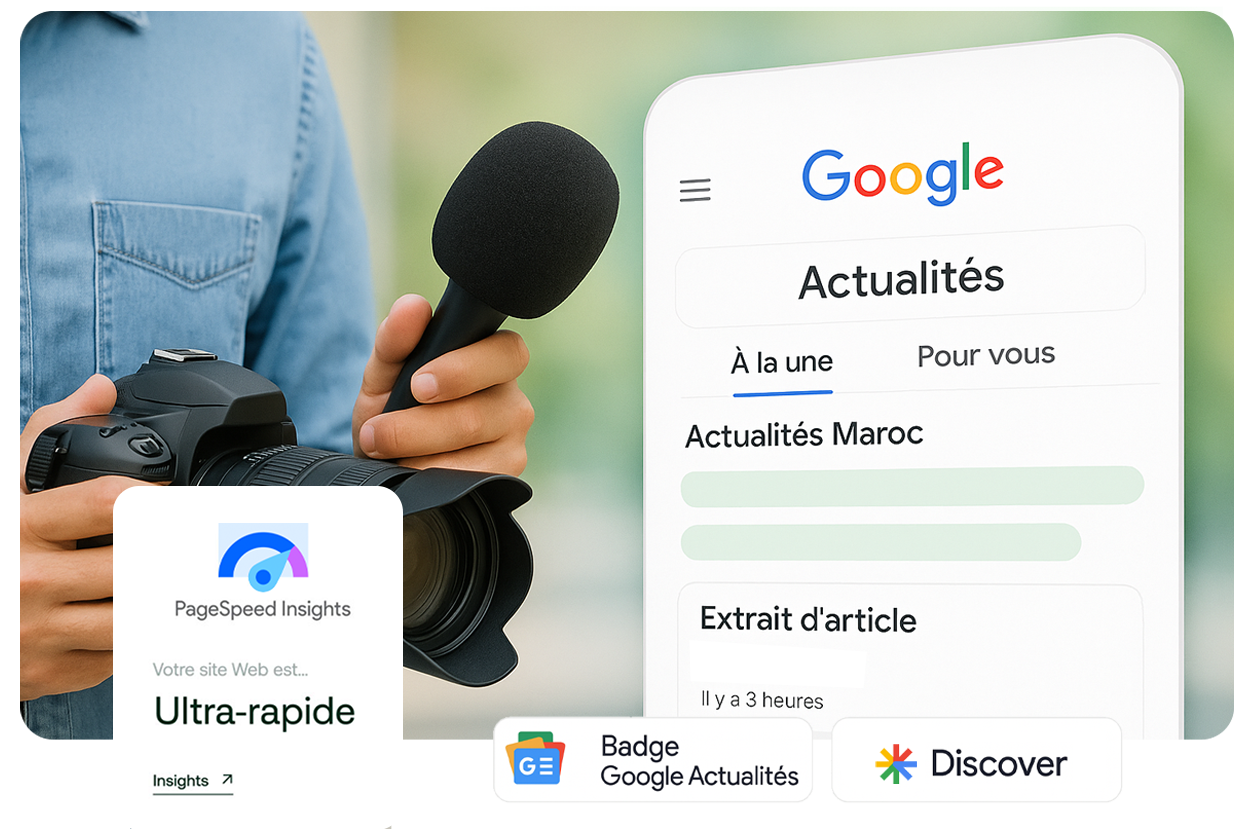 Google
Actualités
À la une
Pour vous
Actualités Maroc
Extrait d'article
Il y a 3 heures
PageSpeed Insights
Votre site Web est...
Ultra-rapide
Insights
GE
Badge
Google Actualités
Discover